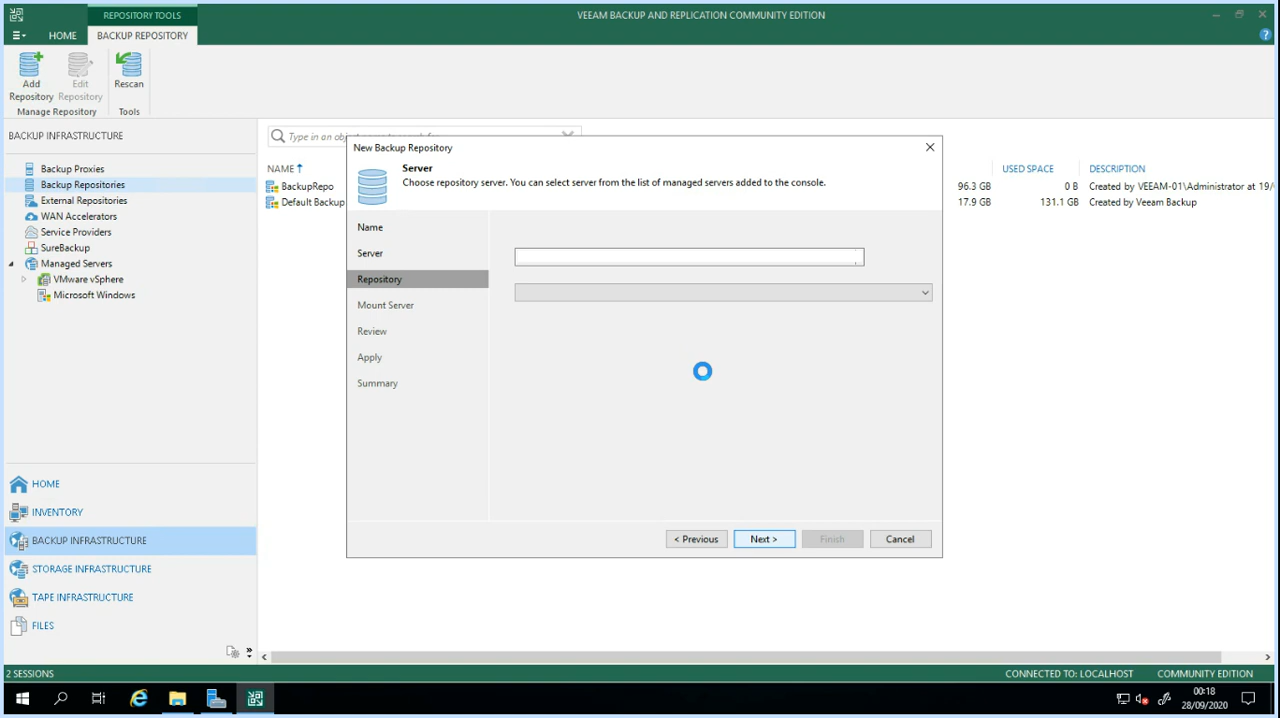 REPOSITORY TOOLS
VEEAM BACKUP AND REPLICATION COMMUNITY EDITION
HOME
BACKUP REPOSITORY
Add Repository
Edit Repository
Rescan
Manage Repository
Tools
BACKUP INFRASTRUCTURE
Backup Proxies
Backup Repositories
External Repositories
WAN Accelerators
Service Providers
SureBackup
Managed Servers
VMware vSphere
Microsoft Windows
HOME
INVENTORY
BACKUP INFRASTRUCTURE
STORAGE INFRASTRUCTURE
TAPE INFRASTRUCTURE
FILES
Type in an
NAME
USED SPACE
DESCRIPTION
BackupRepo
96.3 GB
0 B
Created by VEEAM-01\Administrator at 19/
Default Backup
17.9 GB
131.1 GB
Created by Veeam Backup
New Backup Repository
Server
Choose repository server. You can select server from the list of managed servers added to the console.
Name
Server
Repository
Mount Server
Review
Apply
Summary
< Previous
Next >
Finish
Cancel
2 SESSIONS
CONNECTED TO: LOCALHOST
COMMUNITY EDITION
00:18
28/09/2020